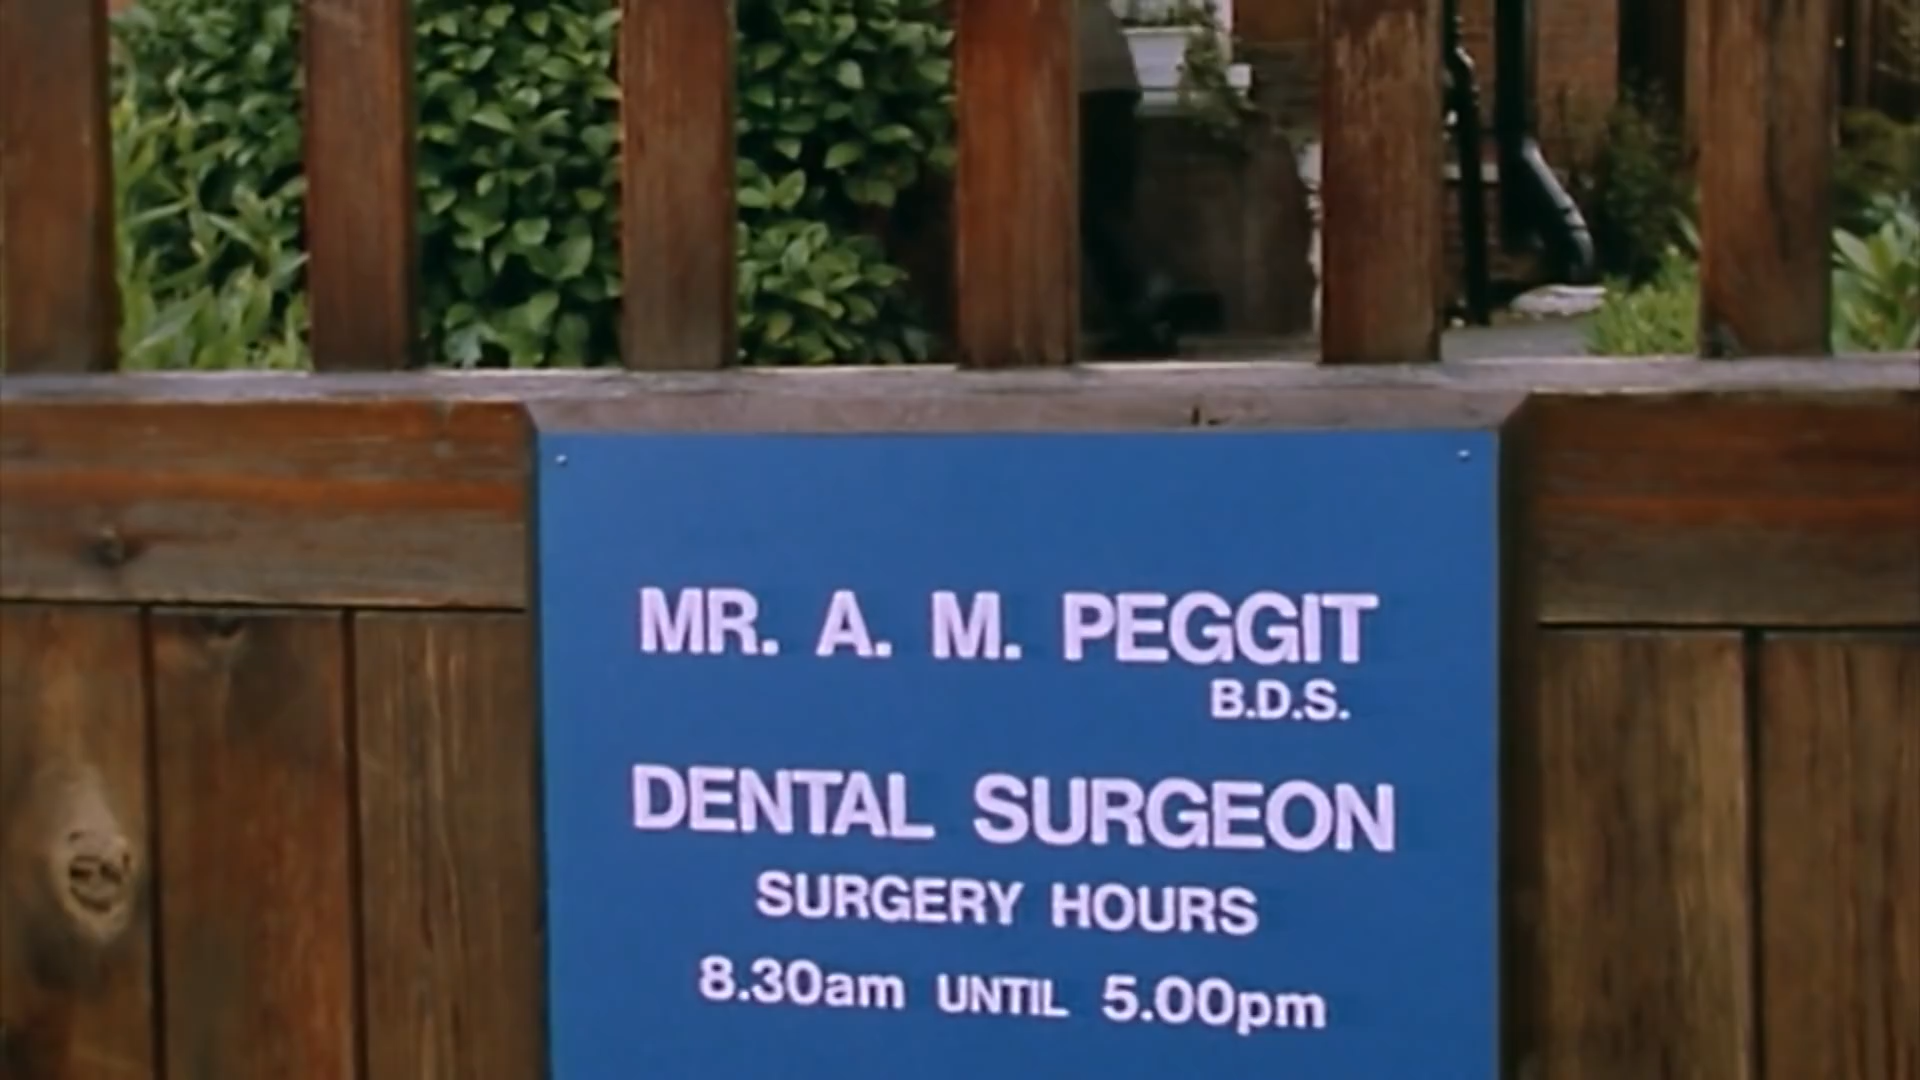 MR. A. M. PEGGIT
B.D.S.
DENTAL SURGEON
SURGERY HOURS
8.30am UNTIL 5.00pm